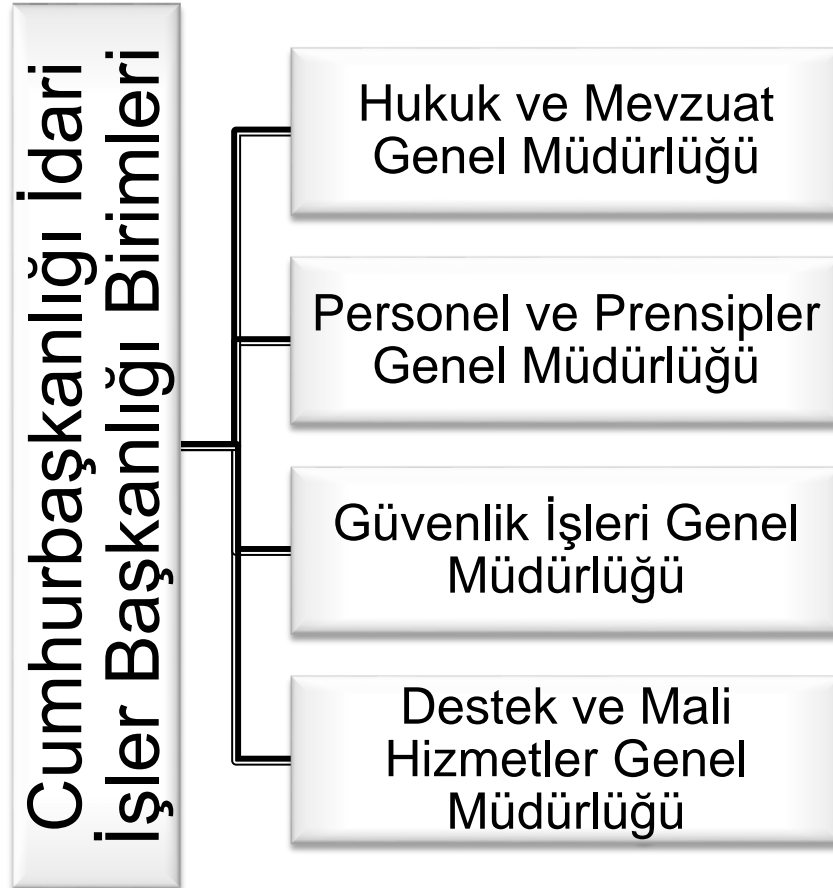 Cumhurbaşkanlığı İdari
İşler Başkanlığı Birimleri
Hukuk ve Mevzuat
Genel Müdürlüğü
Personel ve Prensipler
Genel Müdürlüğü
Güvenlik İşleri Genel
Müdürlüğü
Destek ve Mali
Hizmetler Genel
Müdürlüğü